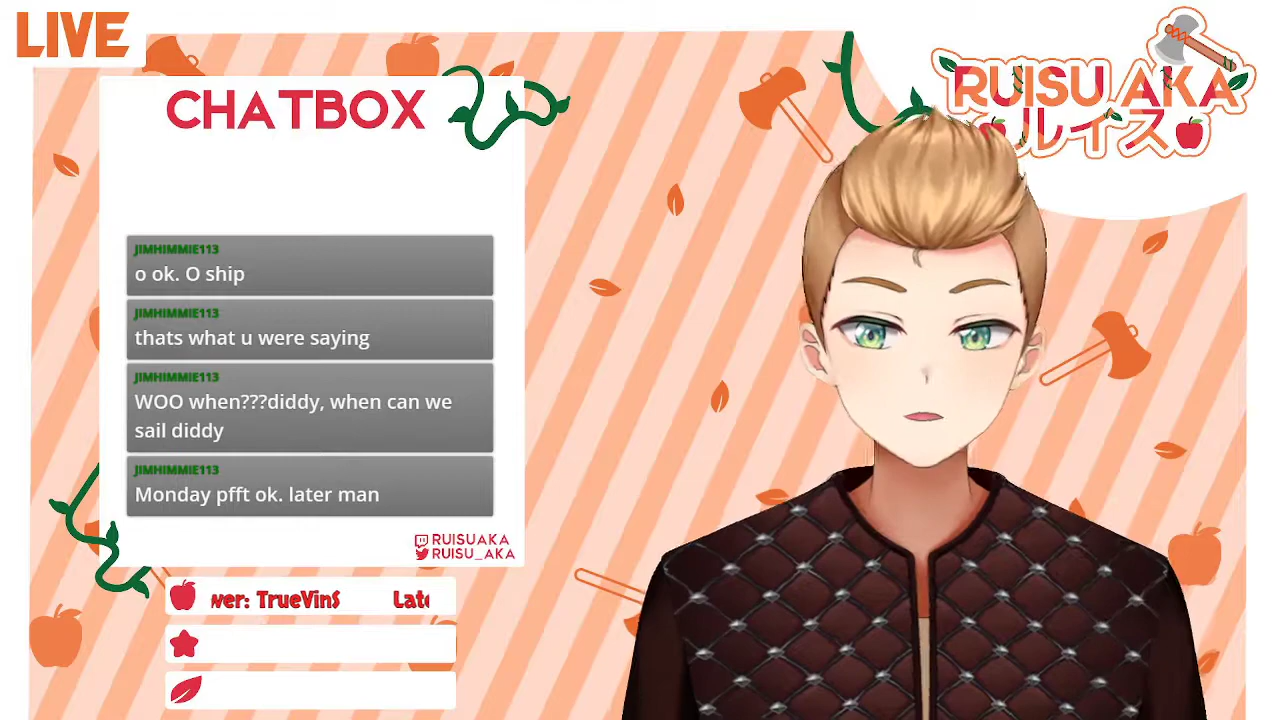 LIVE
RUISU AKA
ルイス
CHATBOX
JIMHIMMIE113
o ok. O ship
JIMHIMMIE113
thats what u were saying
JIMHIMMIE113
WOO when???diddy, when can we
sail diddy
JIMHIMMIE113
Monday pfft ok. later man
RUISUAKA
RUISU_AKA
wer: TrueVinS Late